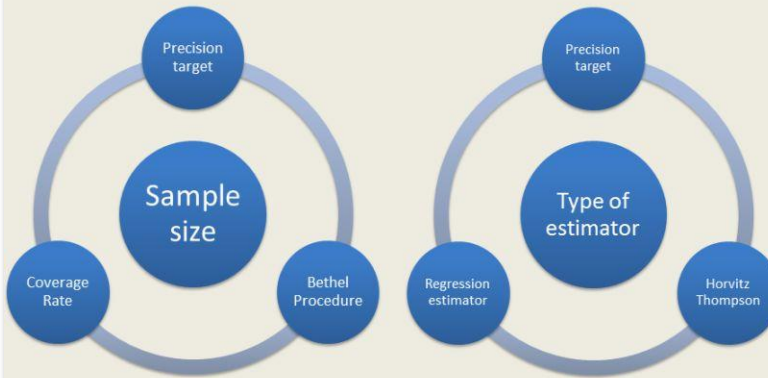 Precision
target
Sample
size
Coverage
Rate
Bethel
Procedure
Precision
target
Type of
estimator
Regression
estimator
Horvitz
Thompson